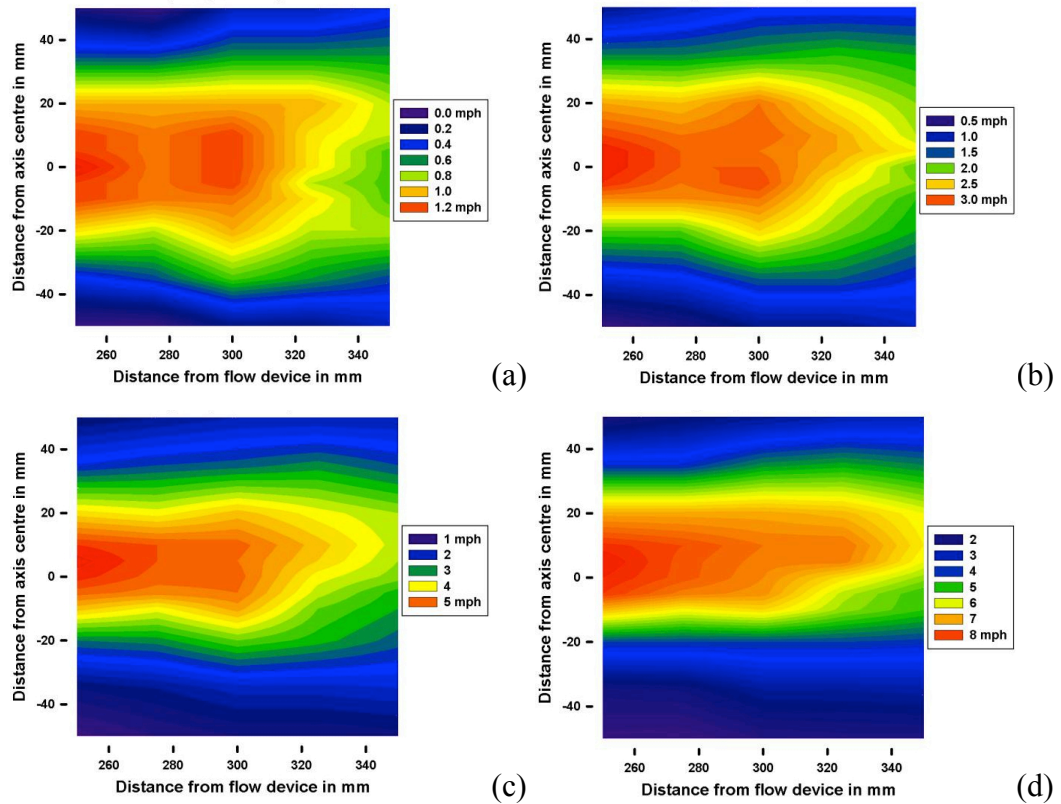 Distance from axis centre in mm
40
20
0
-20
-40
260 280 300 320 340
Distance from flow device in mm
0.0 mph
0.2
0.4
0.6
0.8
1.0
1.2 mph
(a)
Distance from axis centre in mm
40
20
0
-20
-40
260 280 300 320 340
Distance from flow device in mm
0.5 mph
1.0
1.5
2.0
2.5
3.0 mph
(b)
Distance from axis centre in mm
40
20
0
-20
-40
260 280 300 320 340
Distance from flow device in mm
1 mph
2
3
4
5 mph
(c)
Distance from axis centre in mm
40
20
0
-20
-40
260 280 300 320 340
Distance from flow device in mm
2
3
4
5
6
7
8 mph
(d)